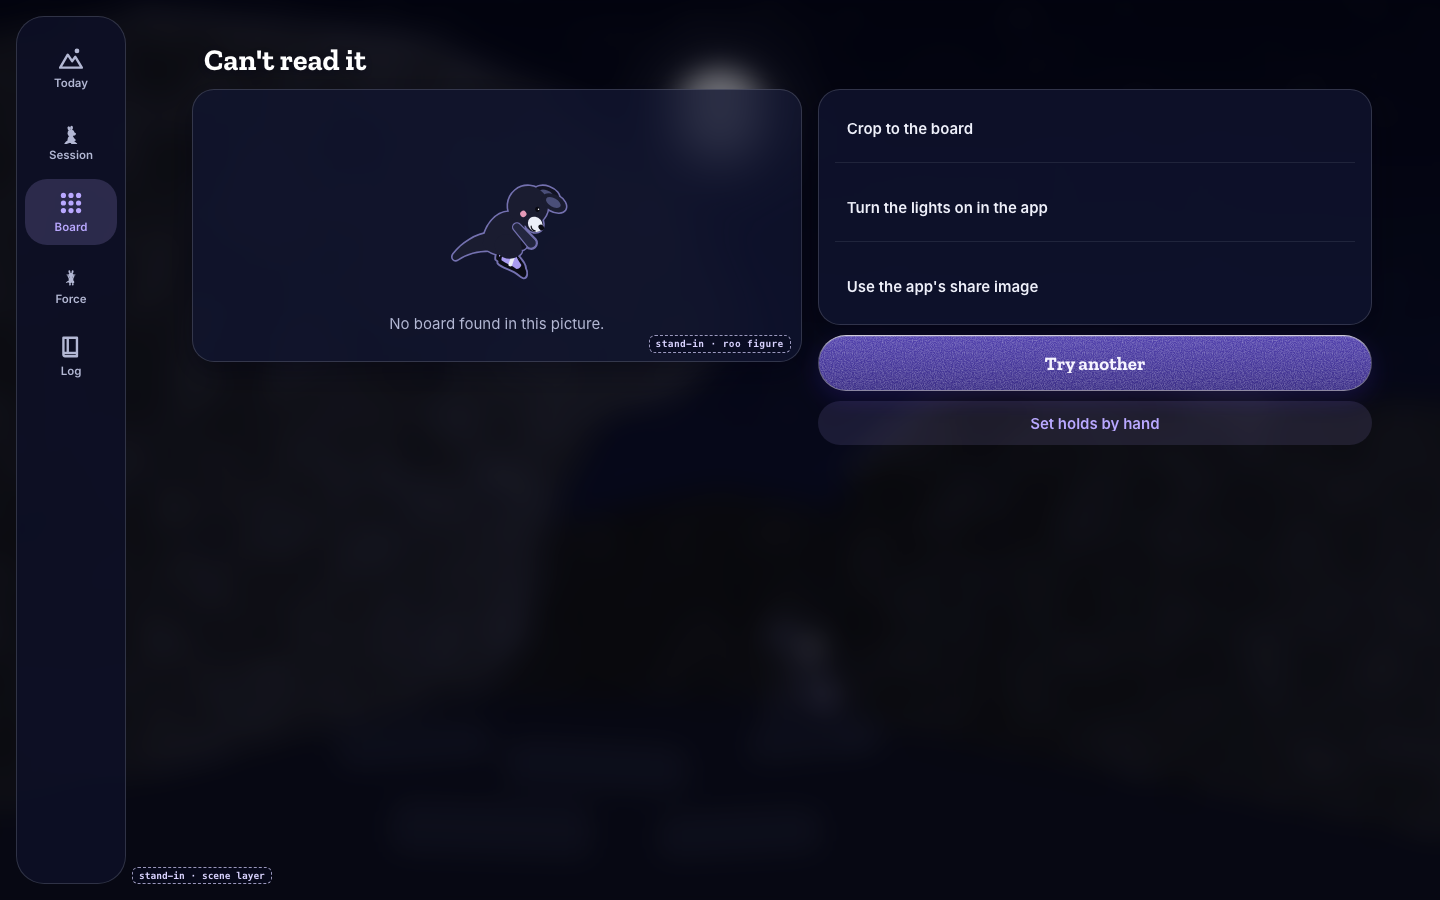 Can't read it
Today
Session
Board
Force
Log
No board found in this picture.
stand-in · roo figure
Crop to the board
Turn the lights on in the app
Use the app's share image
Try another
Set holds by hand
stand-in · scene layer